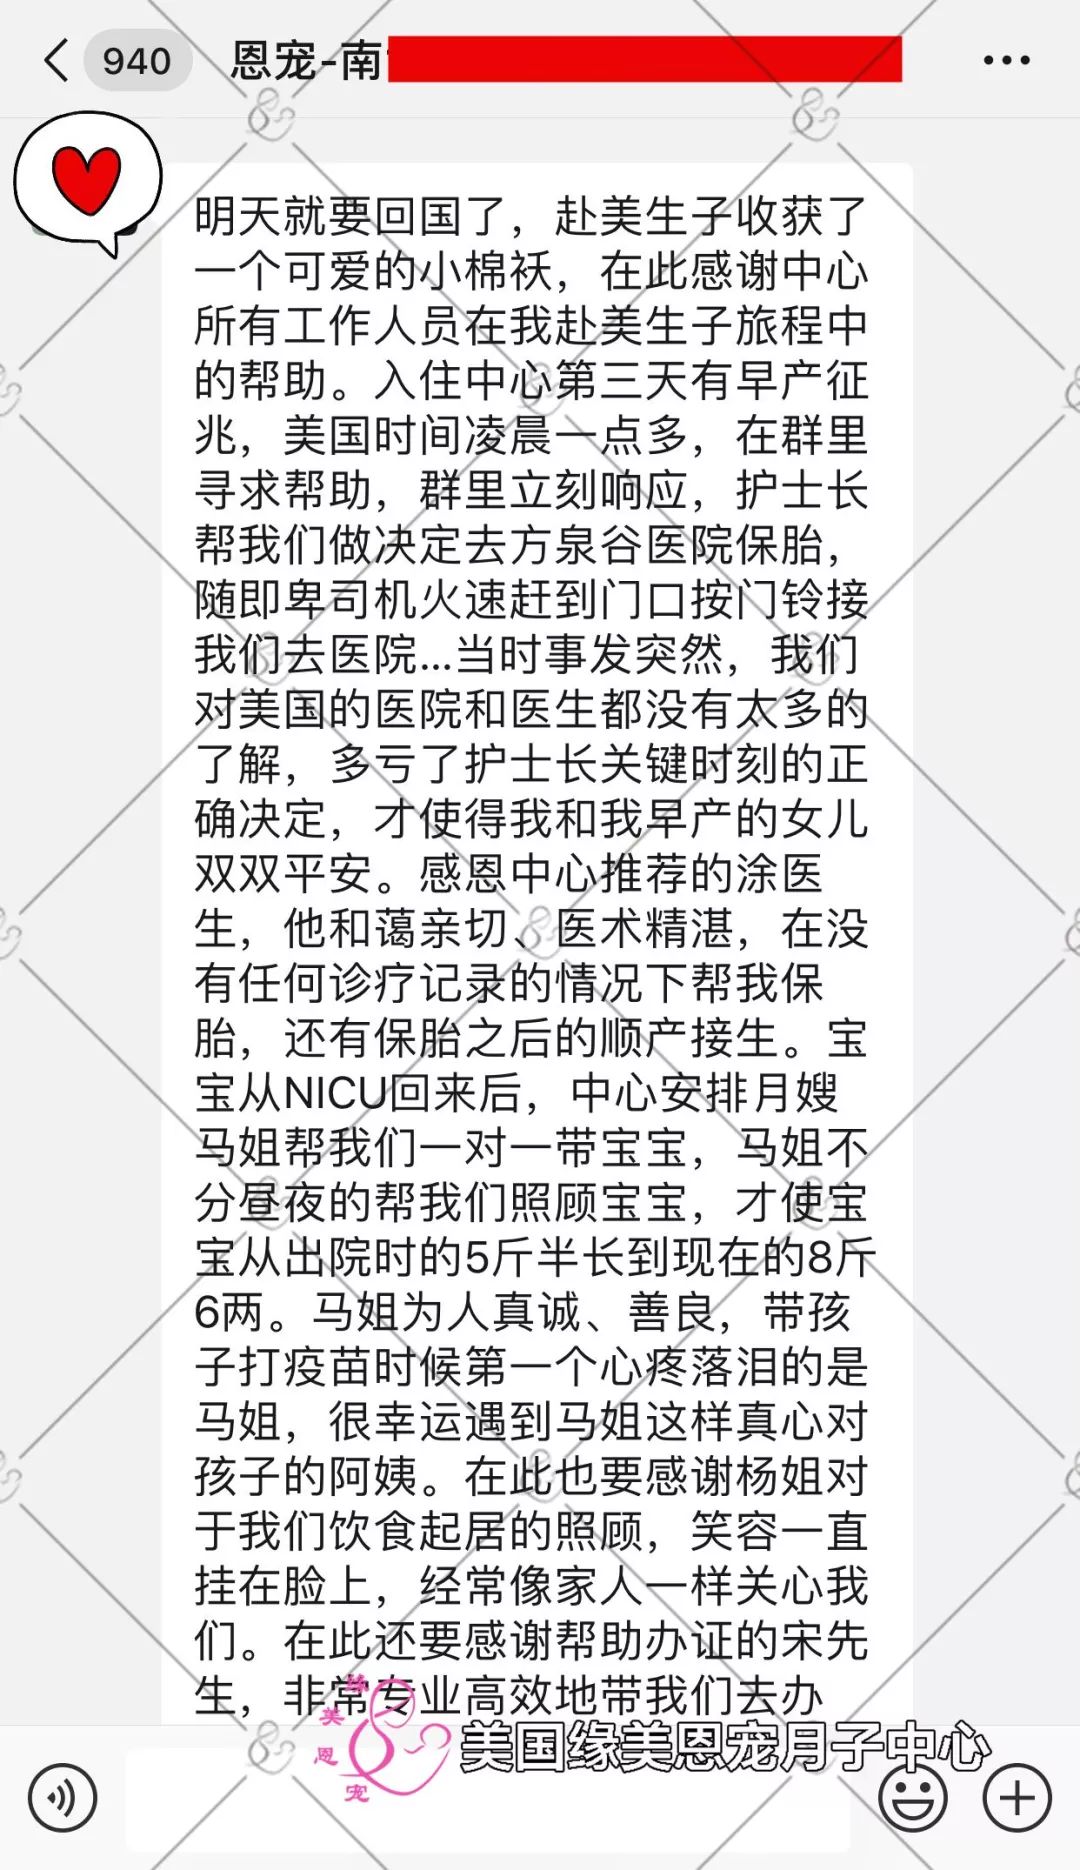 940
恩宠-南
明天就要回国了，赴美生子收获了
一个可爱的小棉袄，在此感谢中心
所有工作人员在我赴美生子旅程中
的帮助。入住中心第三天有早产征
兆，美国时间凌晨一点多，在群里
寻求帮助，群里立刻响应，护士长
帮我们做决定去方泉谷医院保胎，
随即卑司机火速赶到门口按门铃接
我们去医院...当时事发突然，我们
对美国的医院和医生都没有太多的
了解，多亏了护士长关键时刻的正
确决定，才使得我和我早产的女儿
双双平安。感恩中心推荐的涂医
生，他和蔼亲切、医术精湛，在没
有任何诊疗记录的情况下帮我保
胎，还有保胎之后的顺产接生。宝
宝从NICU回来后，中心安排月嫂
马姐帮我们一对一带宝宝，马姐不
分昼夜的帮我们照顾宝宝，才使宝
宝从出院时的5斤半长到现在的8斤
6两。马姐为人真诚、善良，带孩
子打疫苗时候第一个心疼落泪的是
马姐，很幸运遇到马姐这样真心对
孩子的阿姨。在此也要感谢杨姐对
于我们饮食起居的照顾，笑容一直
挂在脸上，经常像家人一样关心我
们。在此还要感谢帮助办证的宋先
生，非常专业高效地带我们去办
缘美恩宠
美国缘美恩宠月子中心